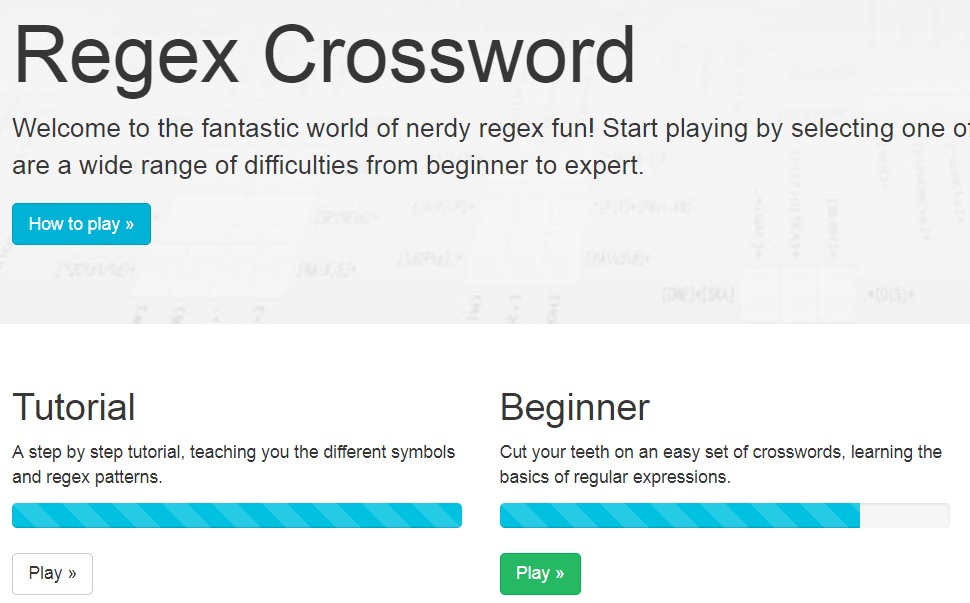 Regex Crossword
Welcome to the fantastic world of nerdy regex fun! Start playing by selecting one of
are a wide range of difficulties from beginner to expert.
How to play »
Tutorial
A step by step tutorial, teaching you the different symbols
and regex patterns.
Play »
Beginner
Cut your teeth on an easy set of crosswords, learning the
basics of regular expressions.
Play »